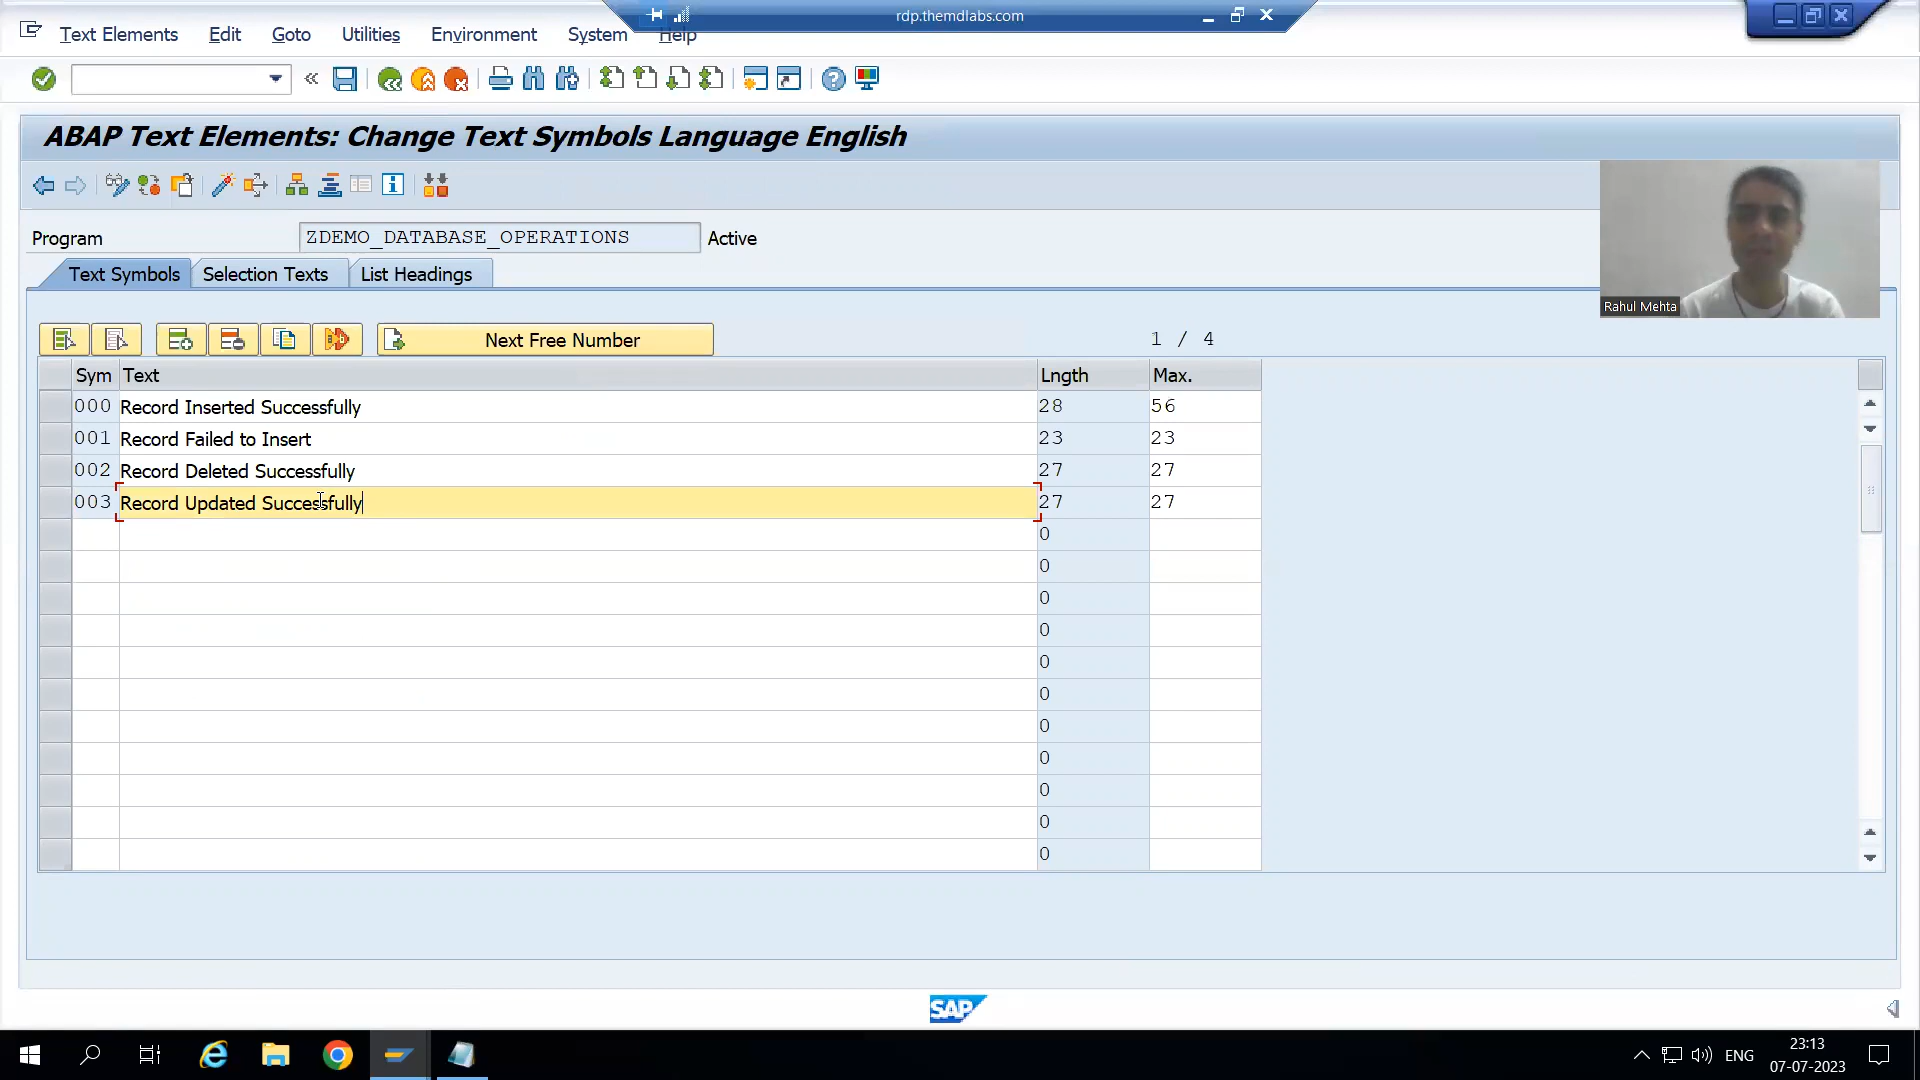 rdp.themdlabs.com
Text Elements Edit Goto Utilities Environment System Help
ABAP Text Elements: Change Text Symbols Language English
Program ZDEMO_DATABASE_OPERATIONS Active
Rahul Mehta
Text Symbols Selection Texts List Headings
Next Free Number 1 / 4
Sym Text Lngth Max.
000 Record Inserted Successfully 28 56
001 Record Failed to Insert 23 23
002 Record Deleted Successfully 27 27
003 Record Updated Successfully 27 27
0
0
0
0
0
0
0
0
0
0
0
SAP
ENG 23:13
07-07-2023